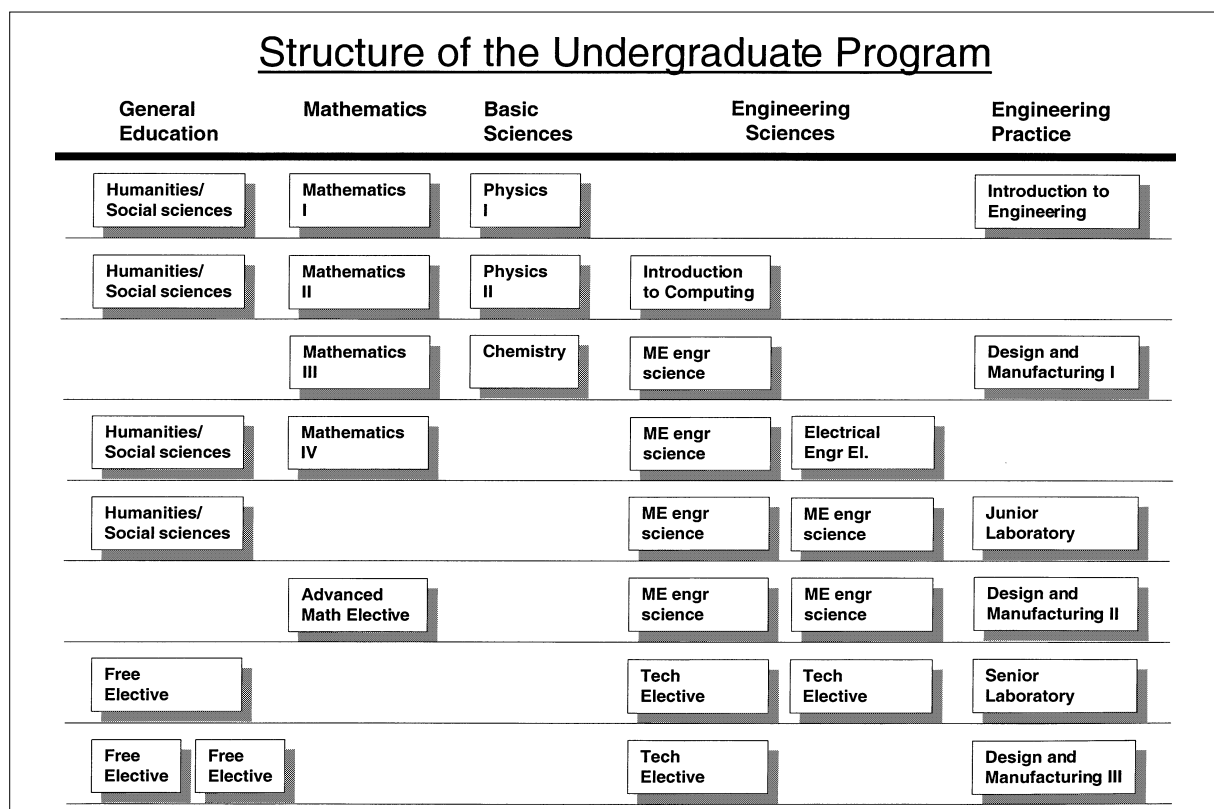 Structure of the Undergraduate Program
General Education
Mathematics
Basic Sciences
Engineering Sciences
Engineering Practice
Humanities/
Social sciences
Mathematics
I
Physics
I
Introduction to
Engineering
Humanities/
Social sciences
Mathematics
II
Physics
II
Introduction
to Computing
Mathematics
III
Chemistry
ME engr
science
Design and
Manufacturing I
Humanities/
Social sciences
Mathematics
IV
ME engr
science
Electrical
Engr El.
Humanities/
Social sciences
ME engr
science
ME engr
science
Junior
Laboratory
Advanced
Math Elective
ME engr
science
ME engr
science
Design and
Manufacturing II
Free
Elective
Tech
Elective
Tech
Elective
Senior
Laboratory
Free
Elective
Free
Elective
Tech
Elective
Design and
Manufacturing III